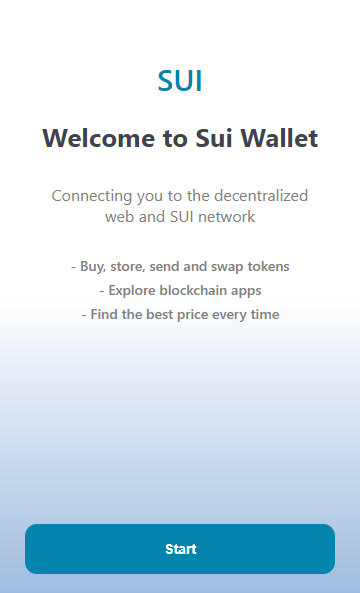 SUI
Welcome to Sui Wallet
Connecting you to the decentralized
web and SUI network
- Buy, store, send and swap tokens
- Explore blockchain apps
- Find the best price every time
Start